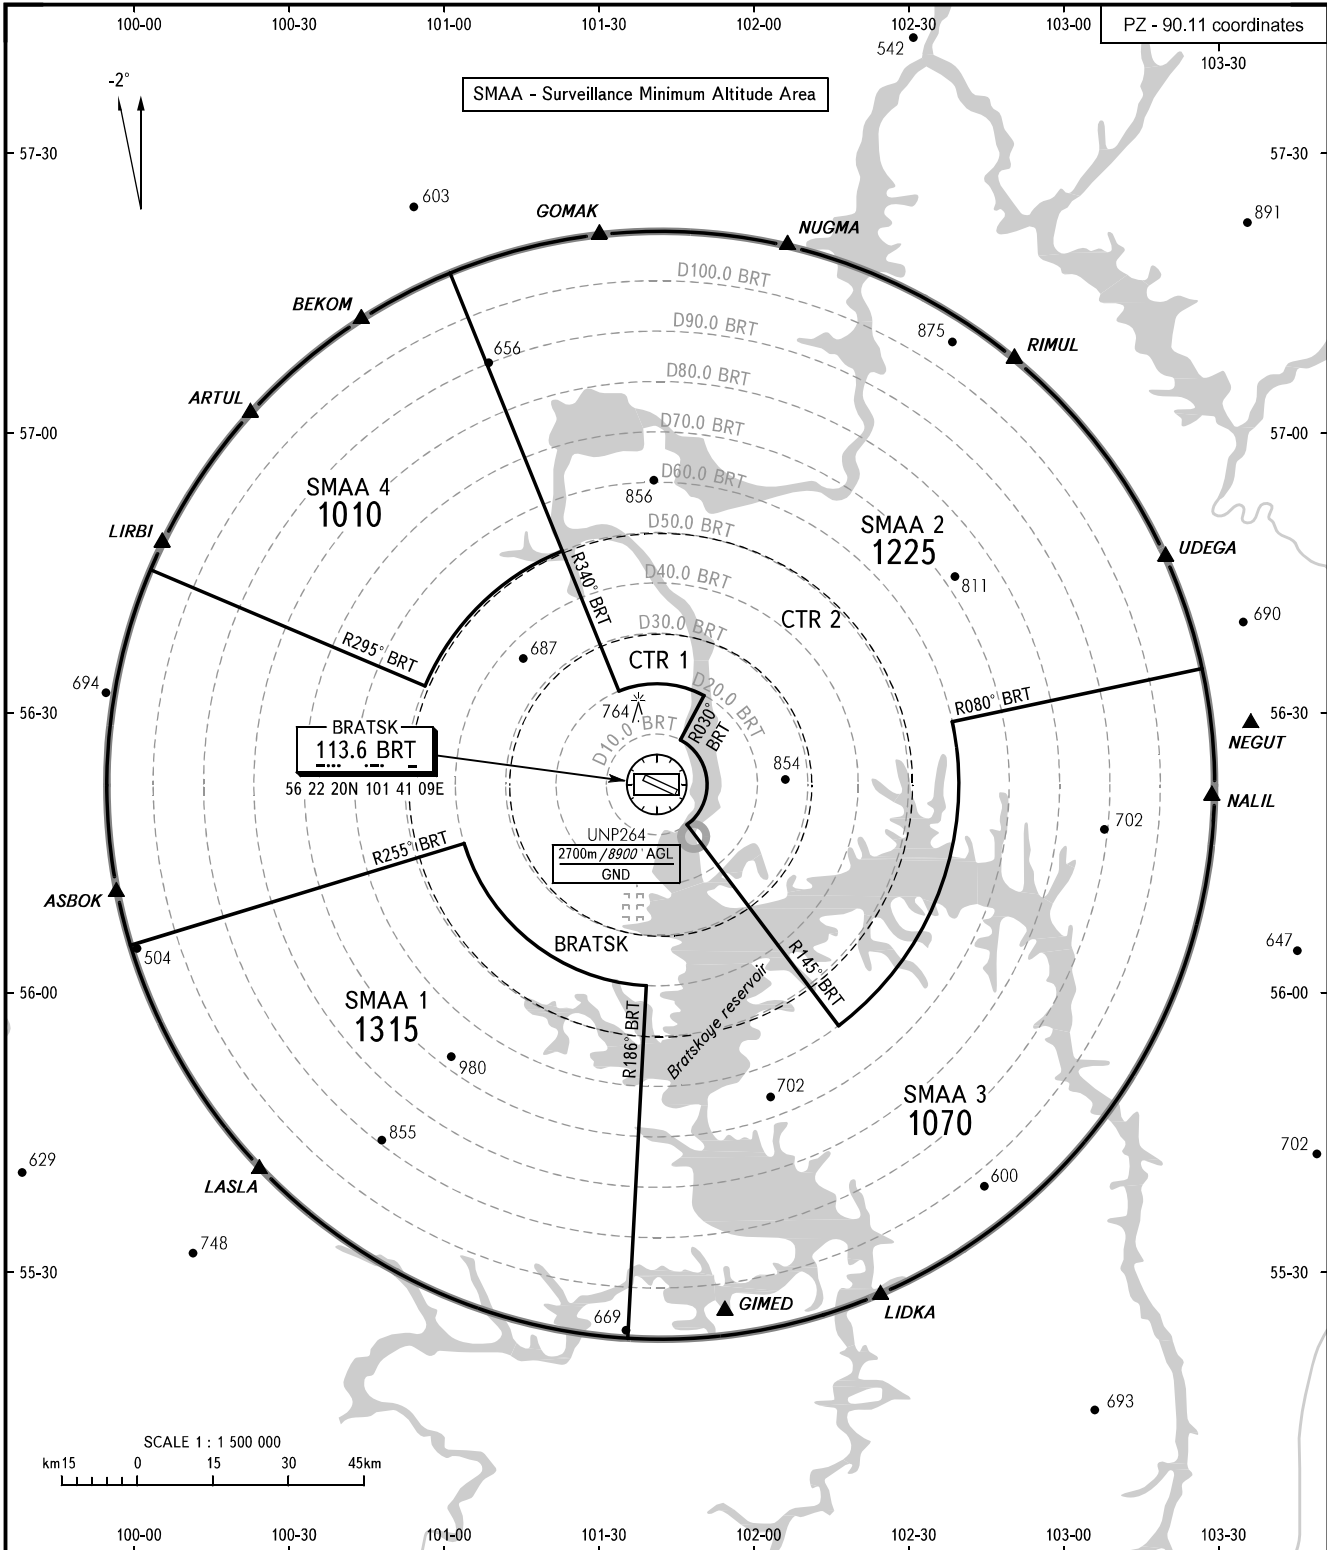 100-00
100-30
101-00
101-30
102-00
102-30
103-00
PZ - 90.11 coordinates
103-30
542
-2°
SMAA - Surveillance Minimum Altitude Area
57-30
57-30
603
891
GOMAK
NUGMA
D100.0 BRT
BEKOM
D90.0 BRT
875
RIMUL
656
D80.0 BRT
ARTUL
D70.0 BRT
57-00
57-00
D60.0 BRT
SMAA 4
1010
856
D50.0 BRT
SMAA 2
1225
LIRBI
UDEGA
R340° BRT
D40.0 BRT
811
CTR 2
690
D30.0 BRT
R295° BRT
687
CTR 1
694
D20.0 BRT
R080° BRT
56-30
764
D10.0 BRT
R030°
BRT
56-30
BRATSK
113.6 BRT
NEGUT
56 22 20N 101 41 09E
854
NALIL
702
UNP264
2700m/8900' AGL
GND
R255° BRT
ASBOK
504
BRATSK
R145° BRT
647
SMAA 1
1315
56-00
56-00
Bratskoye reservoir
R186° BRT
980
702
SMAA 3
1070
855
702
629
LASLA
600
748
55-30
55-30
669
GIMED
LIDKA
693
SCALE 1 : 1 500 000
km15
0
15
30
45km
100-00
100-30
101-00
101-30
102-00
102-30
103-00
103-30